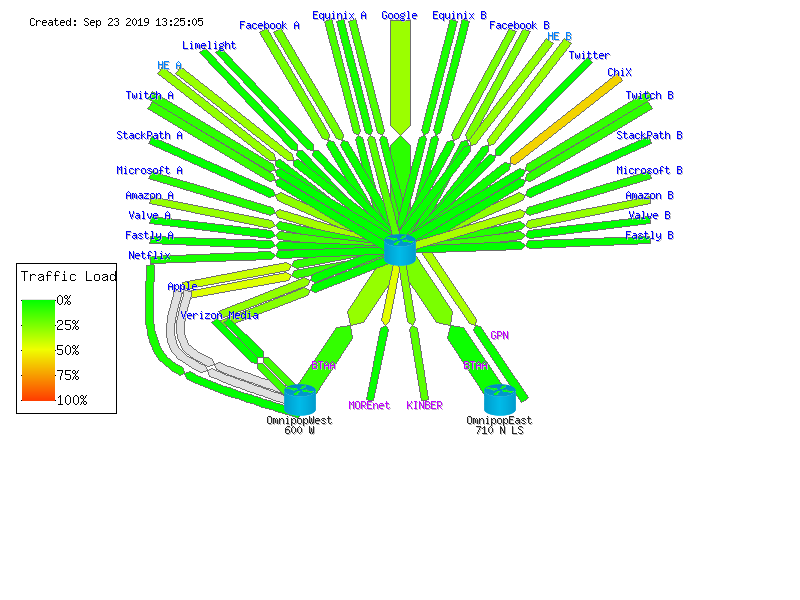 Created: Sep 23 2019 13:25:05
Equinix A
Google
Equinix B
Facebook A
Facebook B
HE B
Limelight
Twitter
HE A
ChiX
Twitch A
Twitch B
StackPath A
StackPath B
Microsoft A
Microsoft B
Amazon A
Amazon B
Valve A
Valve B
Fastly A
Fastly B
Netflix
Traffic Load
0%
25%
50%
75%
100%
Apple
Verizon Media
GPN
BTAA
BTAA
MOREnet
KINBER
OmnipopWest
600 W
OmnipopEast
710 N LS